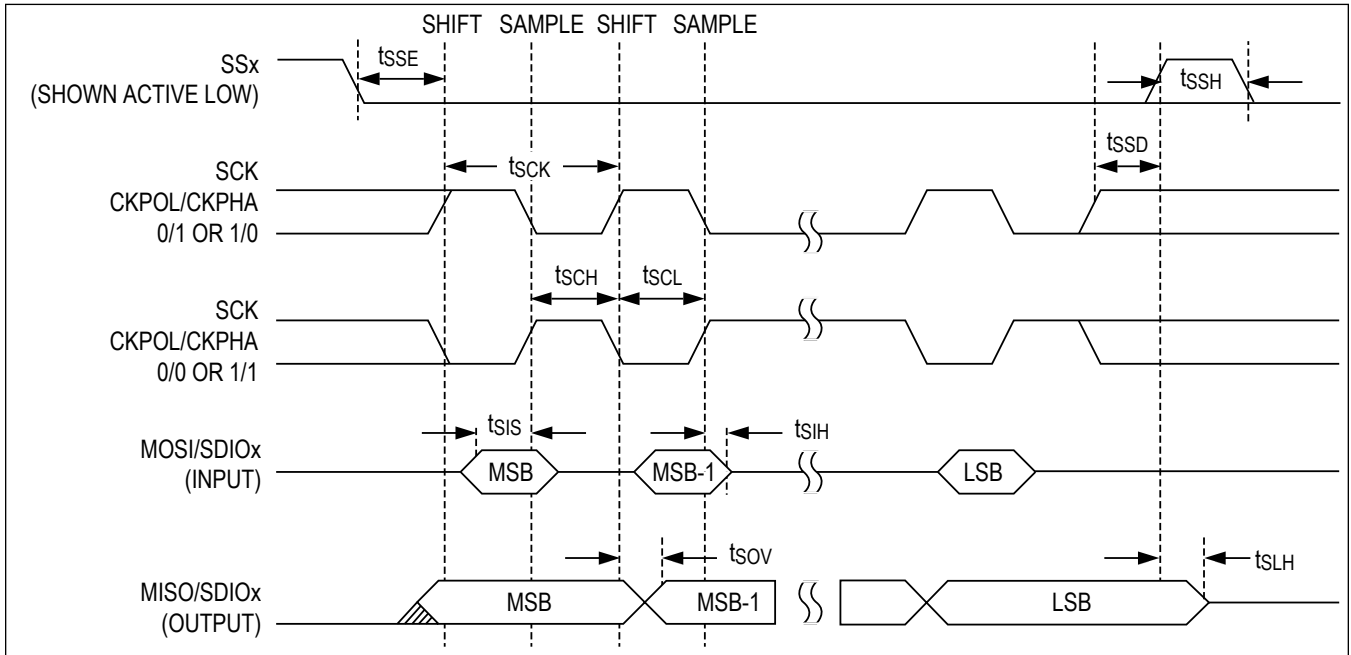 SHIFT SAMPLE SHIFT SAMPLE
SSx
(SHOWN ACTIVE LOW)
tSSE
tSSH
tSSD
SCK
CKPOL/CKPHA
0/1 OR 1/0
tSCK
SCK
CKPOL/CKPHA
0/0 OR 1/1
tSCH
tSCL
MOSI/SDIOx
(INPUT)
tSIS
tSIH
MSB
MSB-1
LSB
MISO/SDIOx
(OUTPUT)
tSOV
tSLH
MSB
MSB-1
LSB